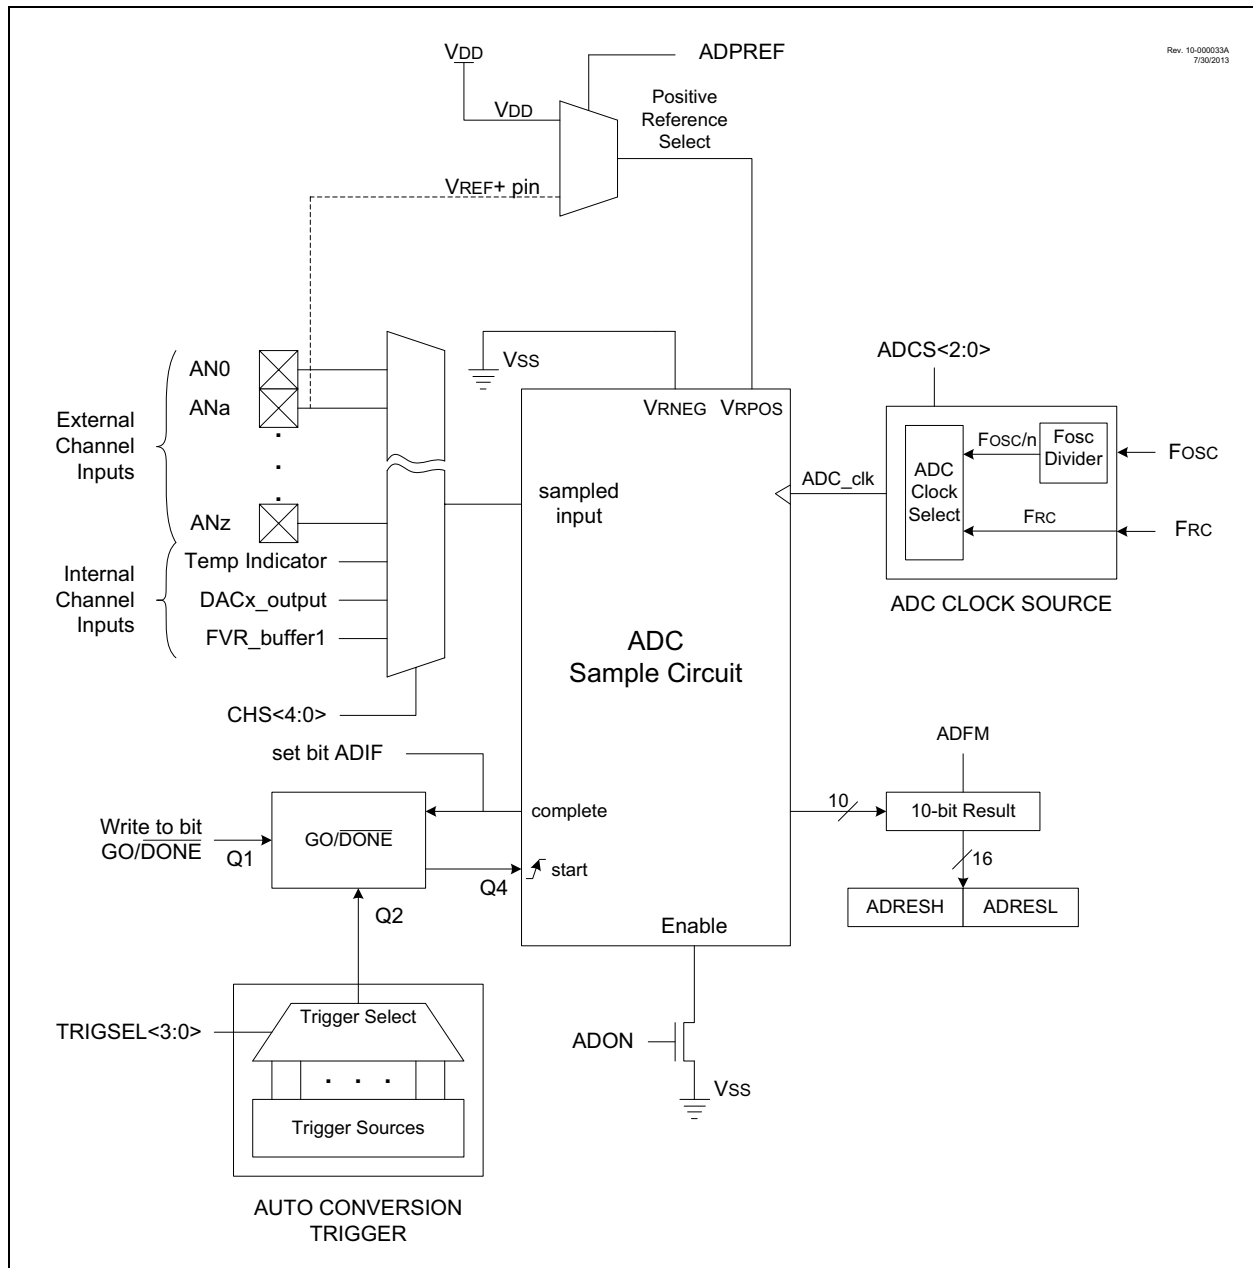 Rev. 10-000033A
7/30/2013
VDD
ADPREF
VDD
Positive
Reference
Select
VREF+ pin
VSS
ADCS<2:0>
External
Channel
Inputs
AN0
ANa
.
.
.
ANz
VRNEG VRPOS
sampled
input
ADC_clk
ADC
Clock
Select
FOSC/n
Fosc
Divider
FOSC
FRC
FRC
ADC CLOCK SOURCE
Internal
Channel
Inputs
Temp Indicator
DACx_output
FVR_buffer1
ADC
Sample Circuit
CHS<4:0>
set bit ADIF
ADFM
Write to bit
GO/DONE
Q1
GO/DONE
complete
10
10-bit Result
Q4
start
16
Q2
ADRESH ADRESL
Enable
TRIGSEL<3:0>
Trigger Select
. . .
Trigger Sources
ADON
VSS
AUTO CONVERSION
TRIGGER